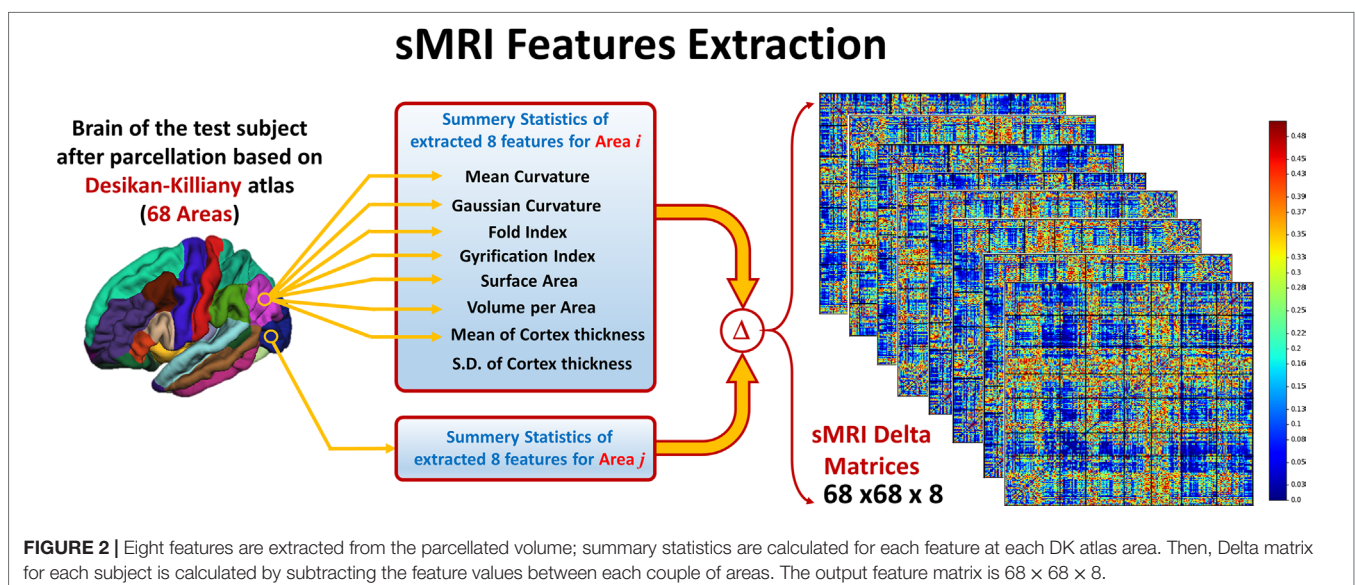 sMRI Features Extraction
Brain of the test subject
after parcellation based on
Desikan-Killiany atlas
(68 Areas)
Summery Statistics of
extracted 8 features for Area i
Mean Curvature
Gaussian Curvature
Fold Index
Gyrification Index
Surface Area
Volume per Area
Mean of Cortex thickness
S.D. of Cortex thickness
Summery Statistics of
extracted 8 features for Area j
Δ
sMRI Delta
Matrices
68 x68 x 8
0.48
0.45
0.40
0.37
0.35
0.33
0.3
0.28
0.25
0.22
0.2
0.16
0.13
0.10
0.08
0.05
0.03
0.0
FIGURE 2 | Eight features are extracted from the parcellated volume; summary statistics are calculated for each feature at each DK atlas area. Then, Delta matrix
for each subject is calculated by subtracting the feature values between each couple of areas. The output feature matrix is 68 × 68 × 8.